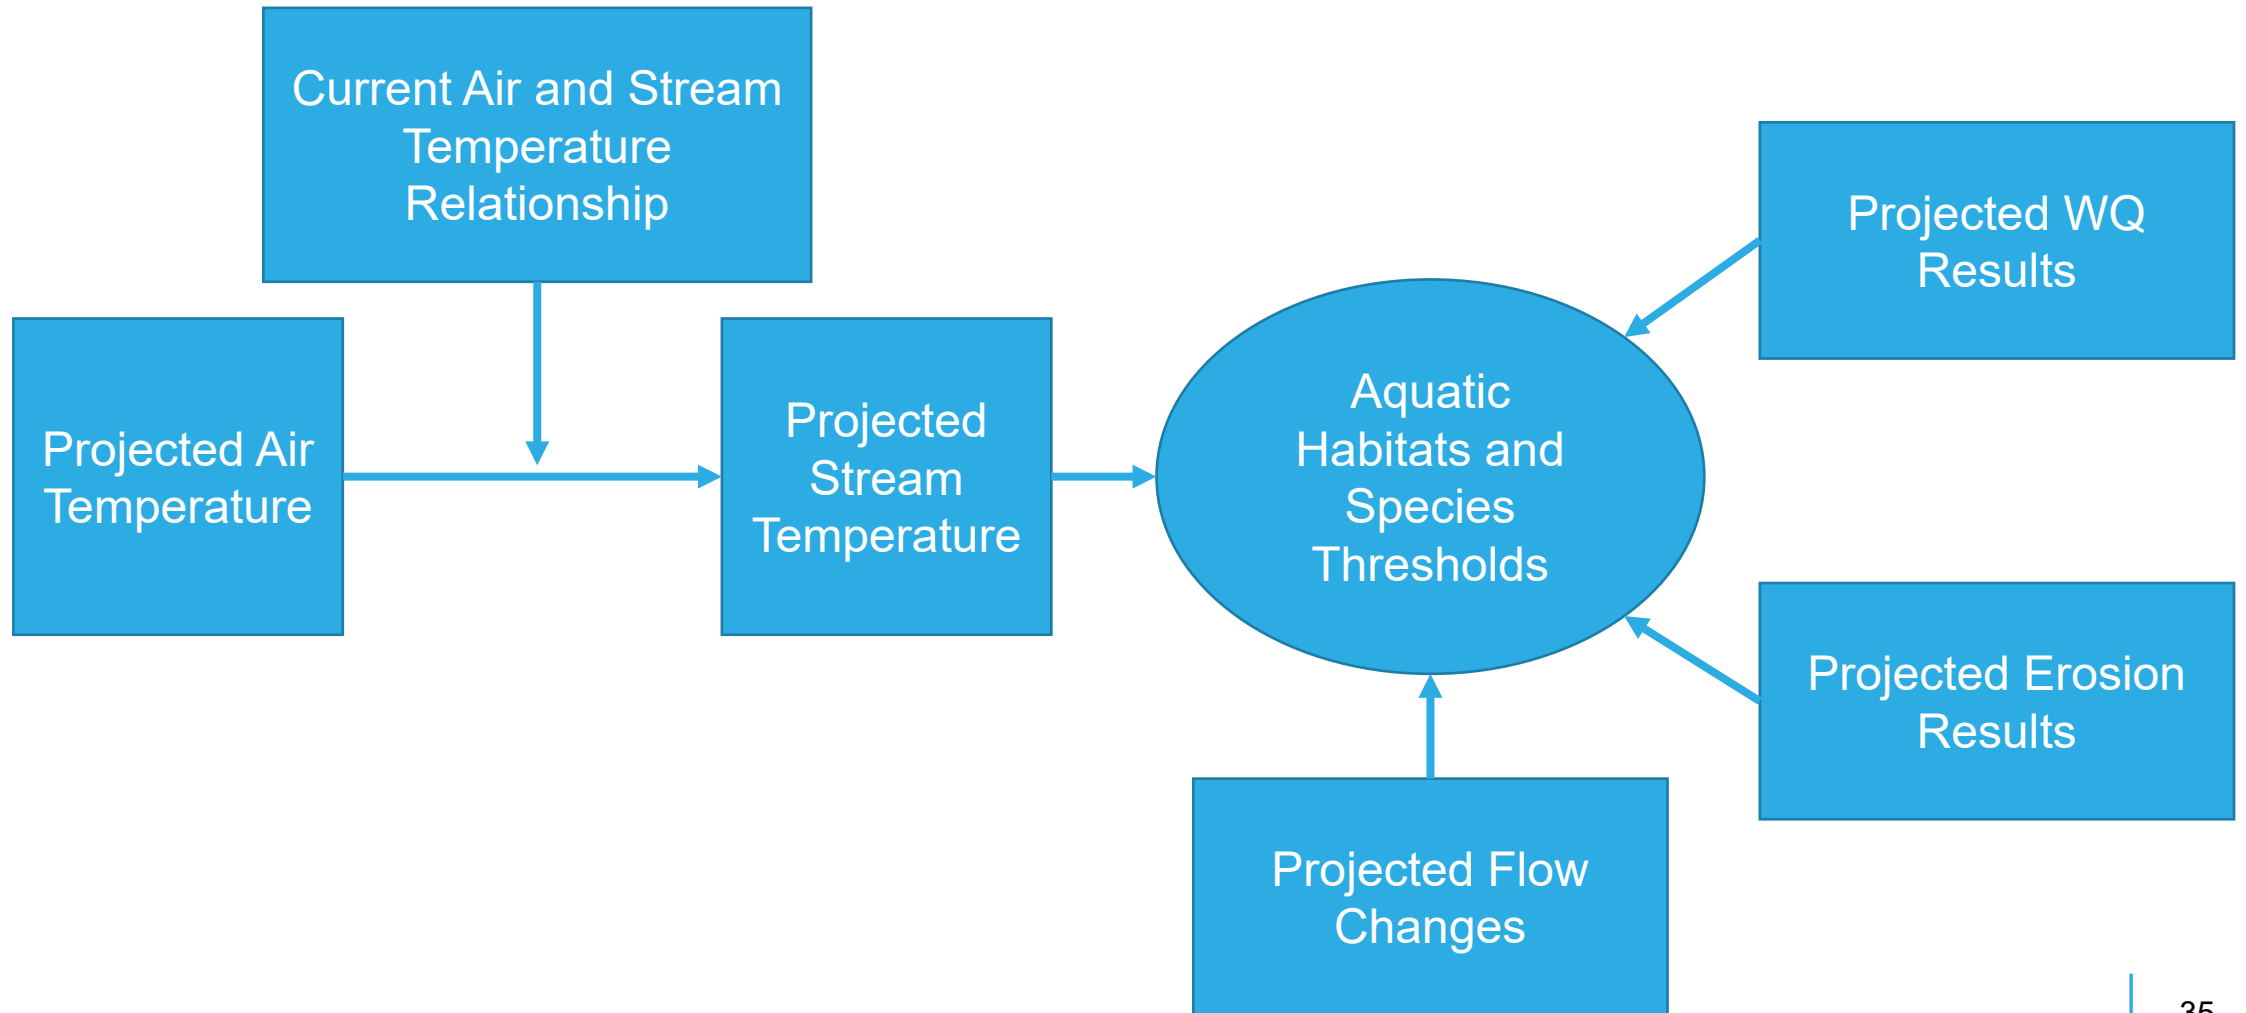 Current Air and Stream
Temperature
Relationship
Projected Air
Temperature
Projected
Stream
Temperature
Aquatic
Habitats and
Species
Thresholds
Projected WQ
Results
Projected Erosion
Results
Projected Flow
Changes
35